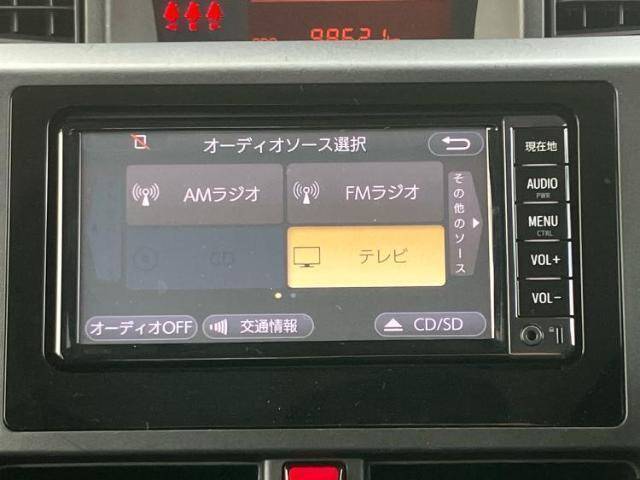 オーディオソース選択
AMラジオ
FMラジオ
CD
テレビ
その他のソース
オーディオOFF
交通情報
CD/SD
現在地
AUDIO
PWR
MENU
CTRL
VOL+
VOL-